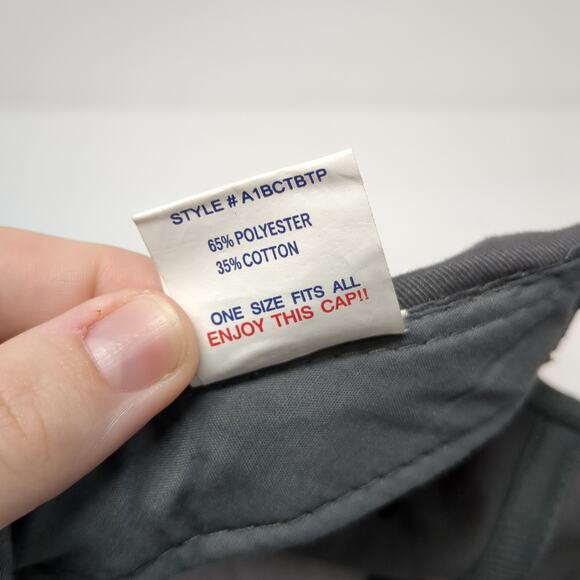 STYLE # A1BCTBTP
65% POLYESTER
35% COTTON
ONE SIZE FITS ALL
ENJOY THIS CAP!!